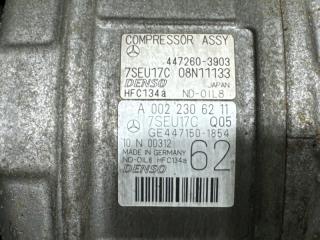 COMPRESSOR ASSY
447260-3903
7SEU17C 08N11133
DENSO JAPAN
HFC134a ND-OIL8
A 002 230 62 11
7SEU17C Q05
GE447150-1854
10 N 00312
MADE IN GERMANY
ND-OIL8 HFC134a
DENSO
62